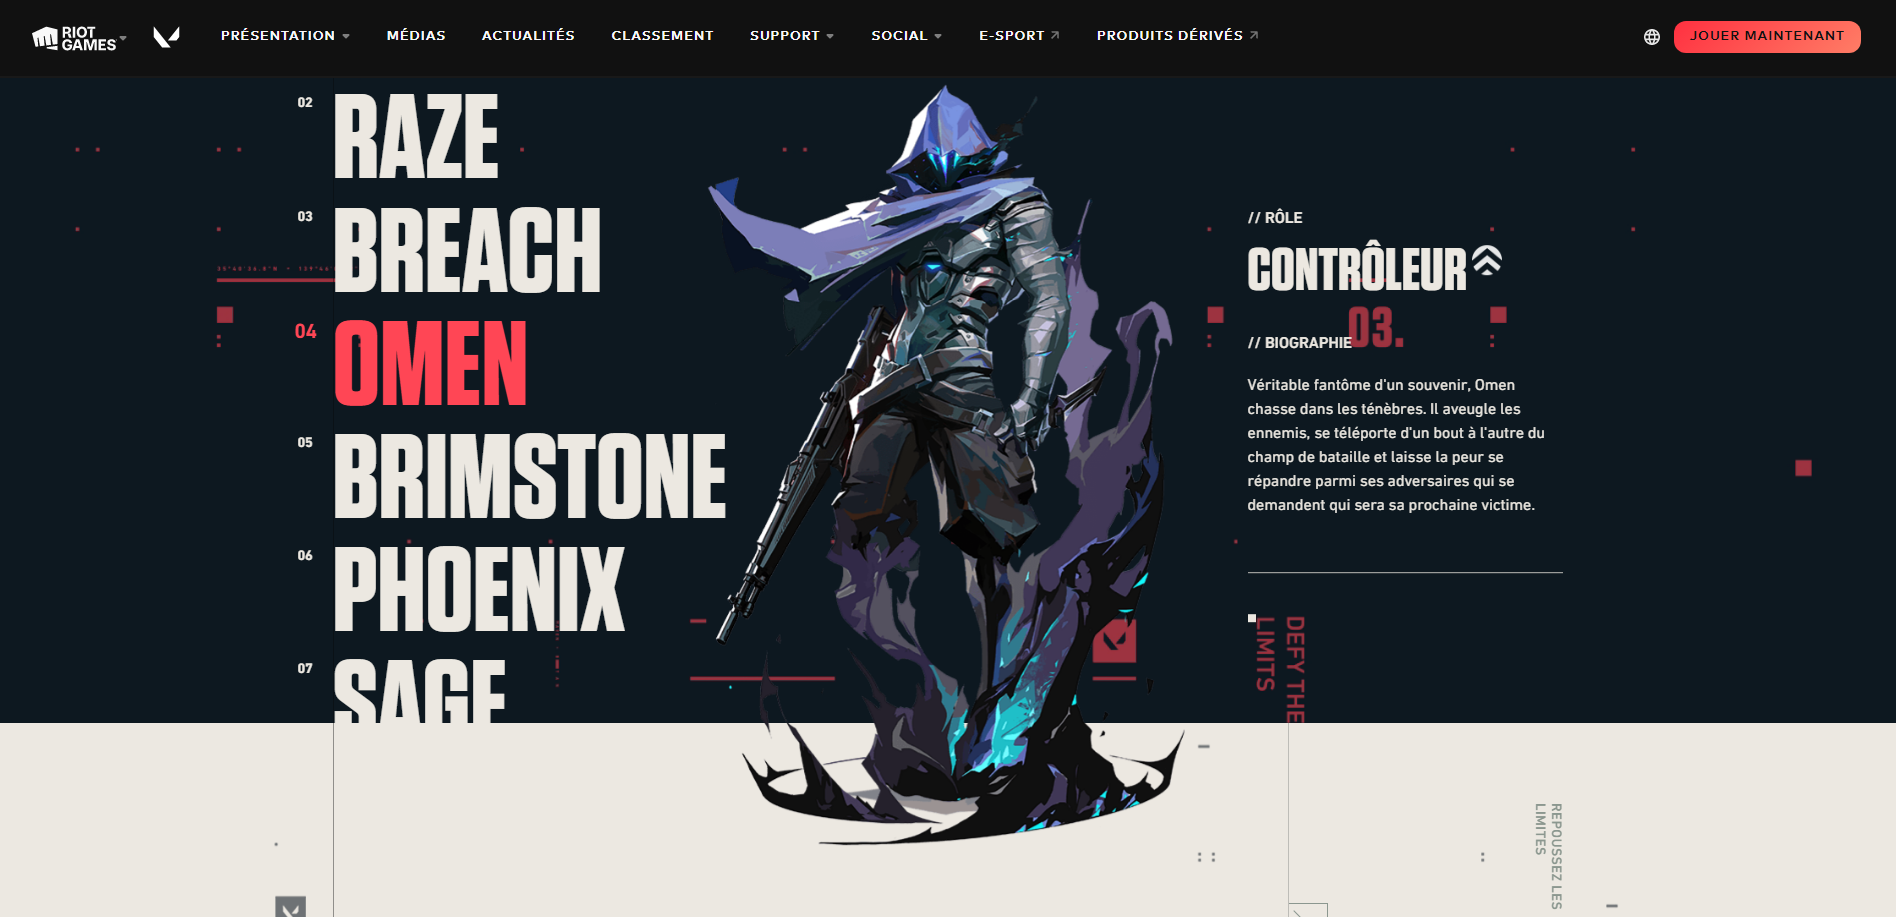 RIOT GAMES
PRÉSENTATION
MÉDIAS
ACTUALITÉS
CLASSEMENT
SUPPORT
SOCIAL
E-SPORT
PRODUITS DÉRIVÉS
JOUER MAINTENANT
02 RAZE
03 BREACH
04 OMEN
05 BRIMSTONE
06 PHOENIX
07 SAGE
// RÔLE
CONTRÔLEUR
03.
// BIOGRAPHIE
Véritable fantôme d'un souvenir, Omen
chasse dans les ténèbres. Il aveugle les
ennemis, se téléporte d'un bout à l'autre du
champ de bataille et laisse la peur se
répandre parmi ses adversaires qui se
demandent qui sera sa prochaine victime.
DEFY THE
LIMITS
REPOUSSEZ LES
LIMITES